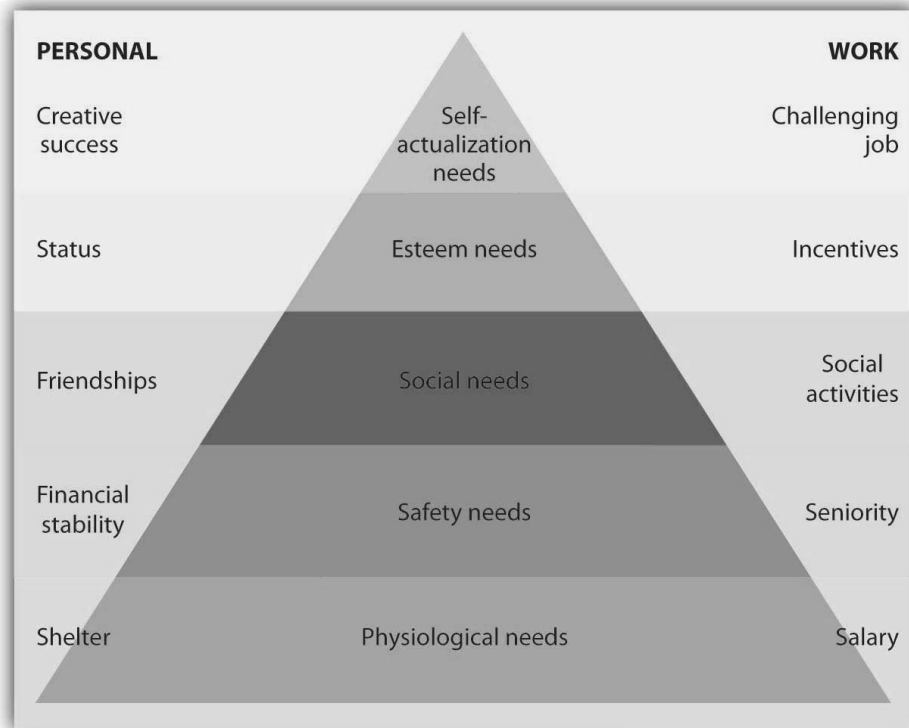 PERSONAL
WORK
Creative
success
Self-
actualization
needs
Challenging
job
Status
Esteem needs
Incentives
Friendships
Social needs
Social
activities
Financial
stability
Safety needs
Seniority
Shelter
Physiological needs
Salary